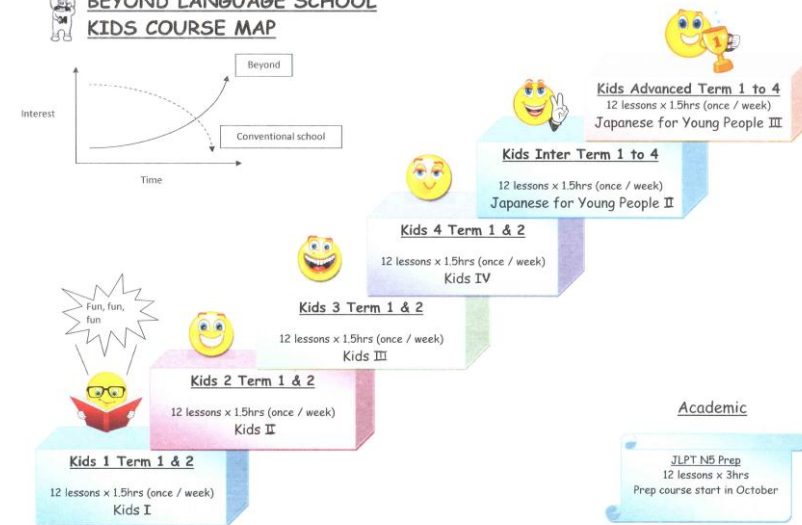 BEYOND LANGUAGE SCHOOL
KIDS COURSE MAP
Beyond
Interest
Conventional school
Time
Kids Advanced Term 1 to 4
12 lessons x 1.5hrs (once / week)
Japanese for Young People III
Kids Inter Term 1 to 4
12 lessons x 1.5hrs (once / week)
Japanese for Young People II
Kids 4 Term 1 & 2
12 lessons x 1.5hrs (once / week)
Kids IV
Kids 3 Term 1 & 2
12 lessons x 1.5hrs (once / week)
Kids III
Fun, fun,
fun
Kids 2 Term 1 & 2
12 lessons x 1.5hrs (once / week)
Kids II
Kids 1 Term 1 & 2
12 lessons x 1.5hrs (once / week)
Kids I
Academic
JLPT N5 Prep
12 lessons x 3hrs
Prep course start in October
1